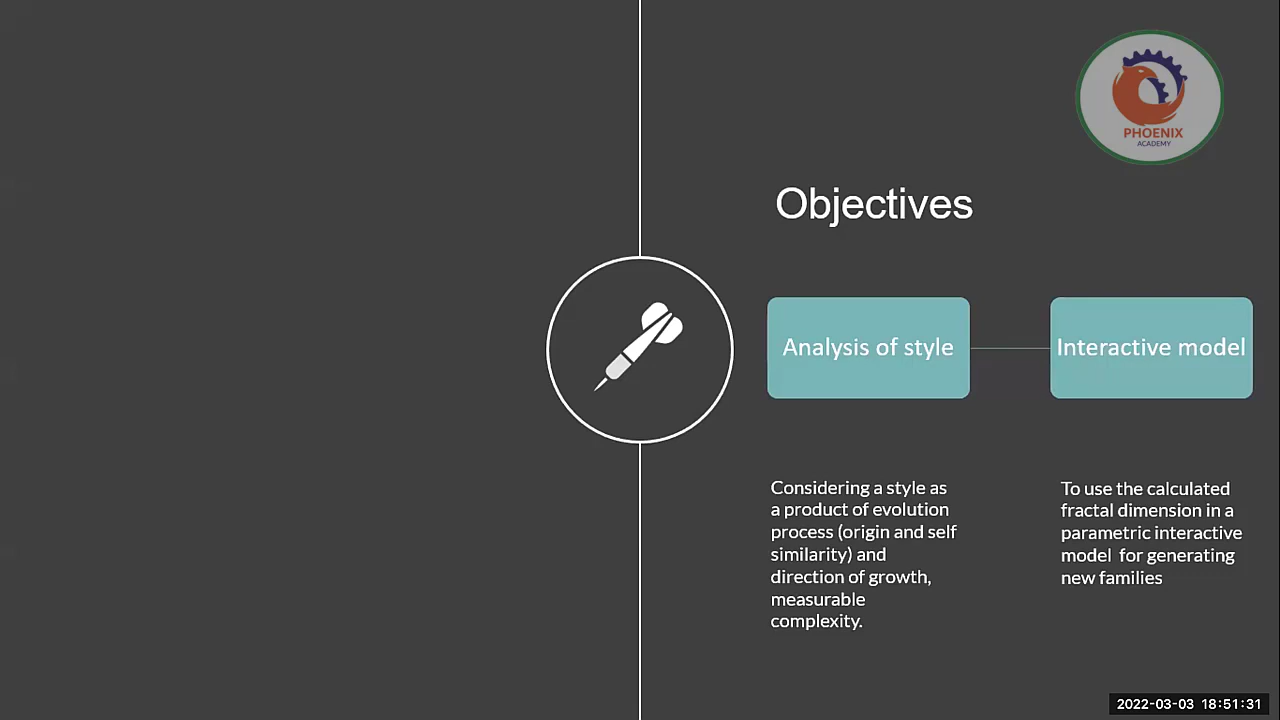 PHOENIX
ACADEMY
Objectives
Analysis of style
Interactive model
Considering a style as
a product of evolution
process (origin and self
similarity) and
direction of growth,
measurable
complexity.
To use the calculated
fractal dimension in a
parametric interactive
model  for generating
new families
2022-03-03 18:51:31